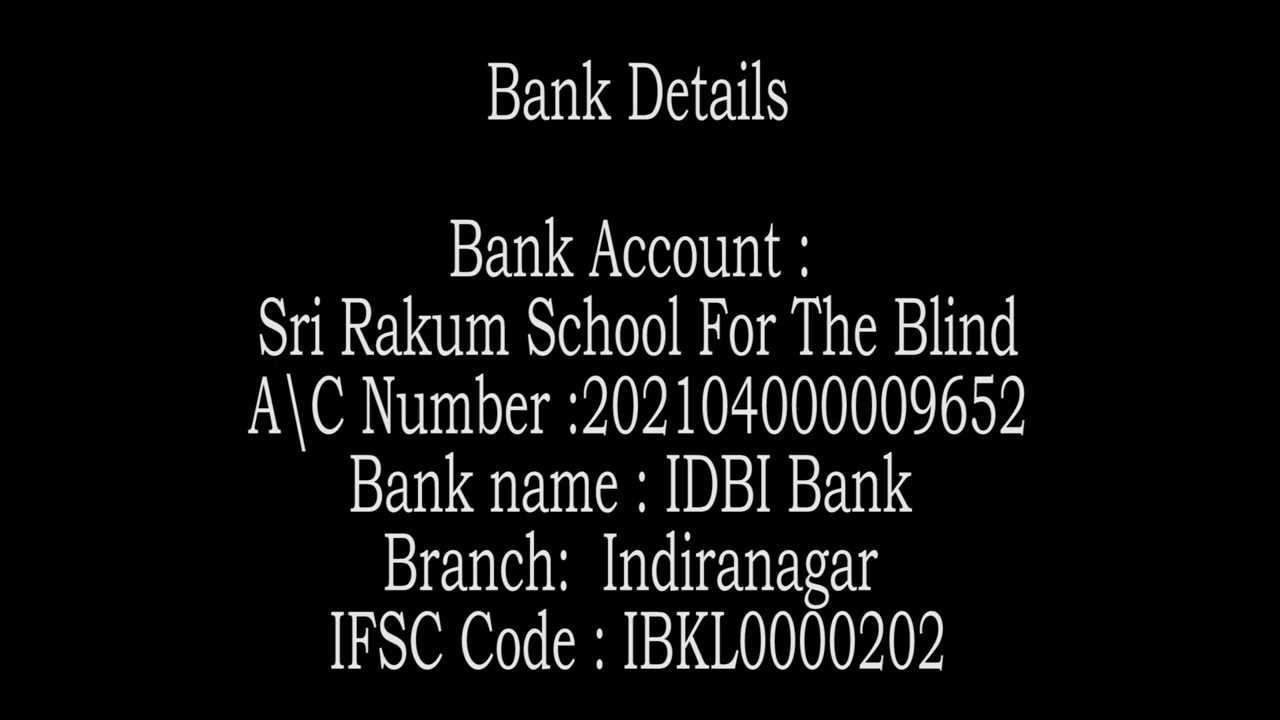 Bank Details
Bank Account :
Sri Rakum School For The Blind
A\C Number :202104000009652
Bank name : IDBI Bank
Branch:  Indiranagar
IFSC Code : IBKL0000202